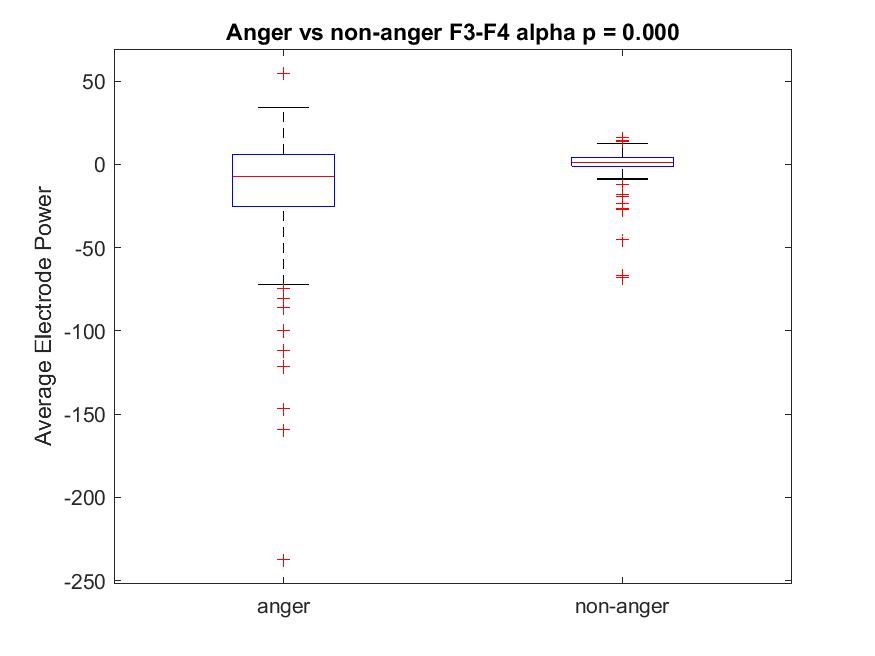 Anger vs non-anger F3-F4 alpha p = 0.000
Average Electrode Power
50
0
-50
-100
-150
-200
-250
anger
non-anger